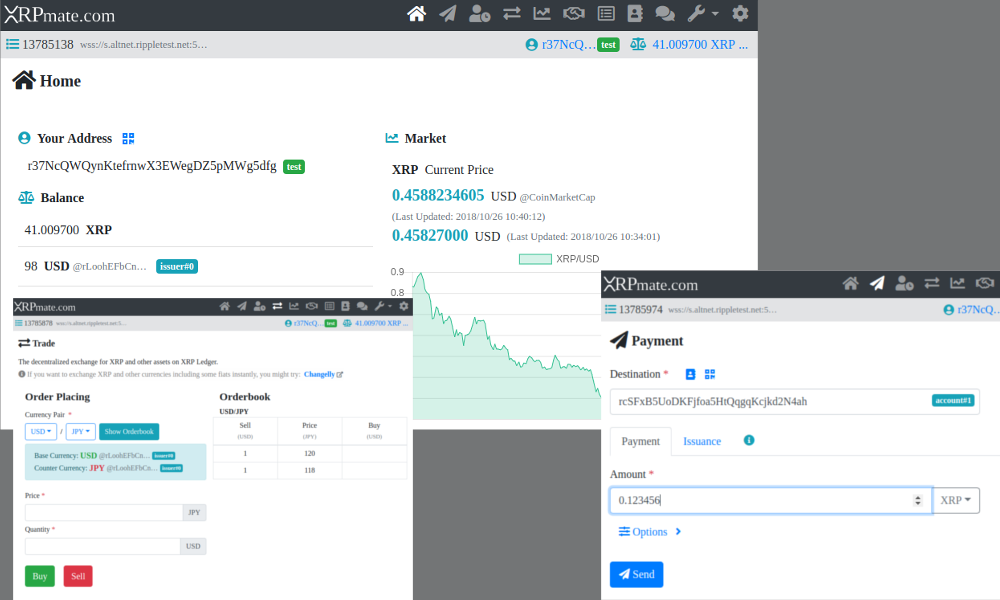 XRPmate.com
13785138 wss://s.altnet.rippletest.net:5…
r37NcQ… test 41.009700 XRP ...
Home
Your Address
r37NcQWQynKtefrnwX3EWegDZ5pMWg5dfg test
Balance
41.009700 XRP
98 USD @rLoohEFbCn… issuer#0
Market
XRP Current Price
0.4588234605 USD @CoinMarketCap
(Last Updated: 2018/10/26 10:40:12)
0.45827000 USD (Last Updated: 2018/10/26 10:34:01)
XRP/USD
0.9
0.8
XRPmate.com
13785878 wss://s.altnet.rippletest.net:5…
r37NcQ… test 41.009700 XRP ...
Trade
The decentralized exchange for XRP and other assets on XRP Ledger.
If you want to exchange XRP and other currencies including some fiats instantly, you might try: Changelly
Order Placing
Currency Pair *
USD / JPY Show Orderbook
Base Currency: USD @rLoohEFbCn… issuer#0
Counter Currency: JPY @rLoohEFbCn… issuer#0
Price *
JPY
Quantity *
USD
Buy Sell
Orderbook
USD/JPY
Sell Price Buy
(USD) (JPY) (USD)
1 120
1 118
XRPmate.com
13785974 wss://s.altnet.rippletest.net:5…
r37NcQ…
Payment
Destination *
rcSFxB5UoDKFjfoa5HtQqgqKcjkd2N4ah account#1
Payment Issuance
Amount *
0.123456 XRP
Options
Send